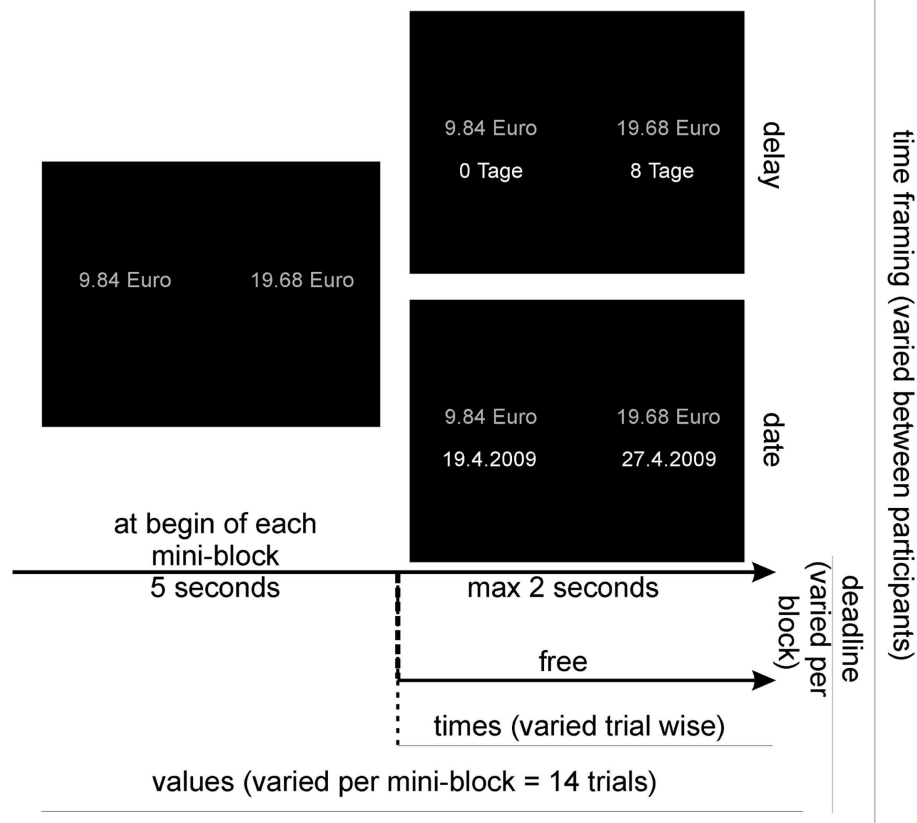 9.84 Euro 19.68 Euro
9.84 Euro 19.68 Euro
0 Tage 8 Tage
delay
9.84 Euro 19.68 Euro
19.4.2009 27.4.2009
date
time framing (varied between participants)
at begin of each
mini-block
5 seconds
max 2 seconds
free
deadline
(varied per
block)
times (varied trial wise)
values (varied per mini-block = 14 trials)